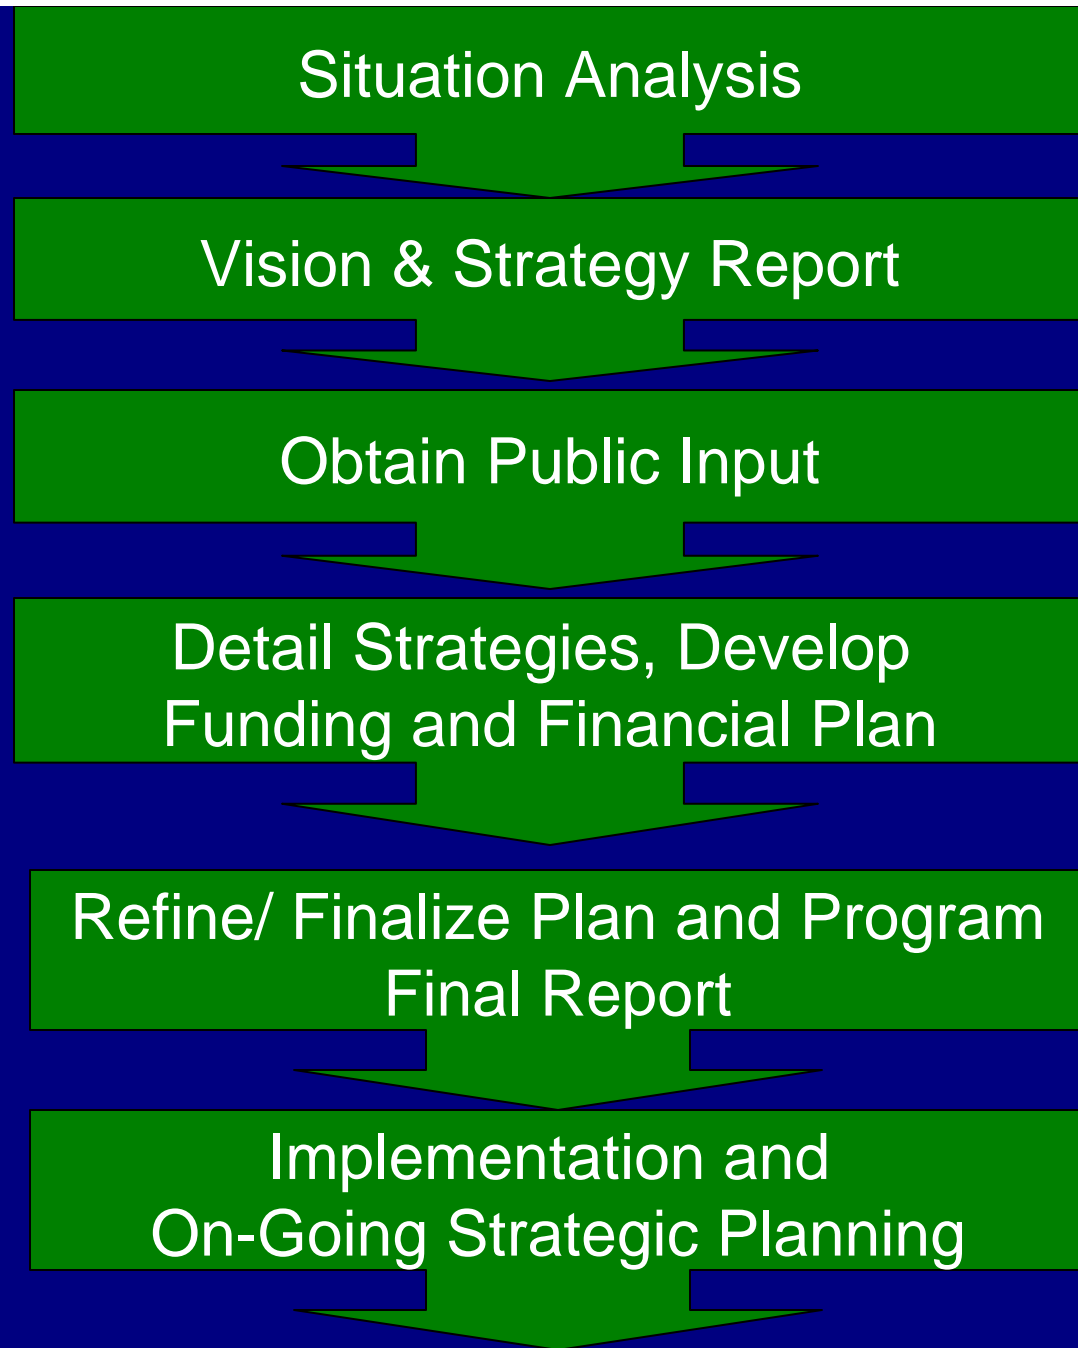 Situation Analysis
Vision & Strategy Report
Obtain Public Input
Detail Strategies, Develop
Funding and Financial Plan
Refine/ Finalize Plan and Program
Final Report
Implementation and
On-Going Strategic Planning